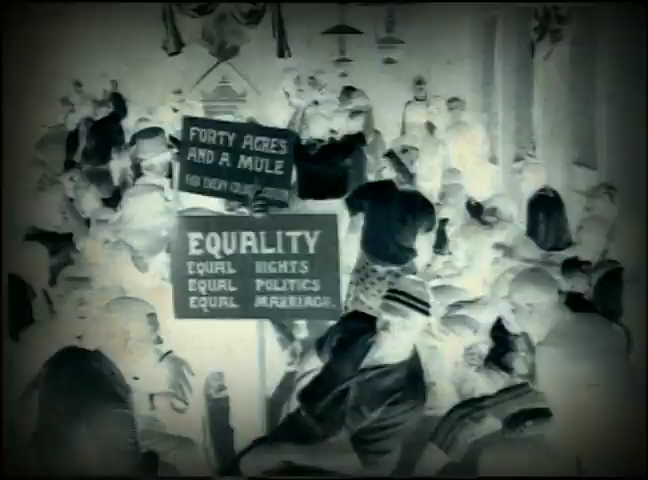 FORTY ACRES
AND A MULE
EQUALITY
EQUAL RIGHTS
EQUAL POLITICS
EQUAL MARRIAGE.